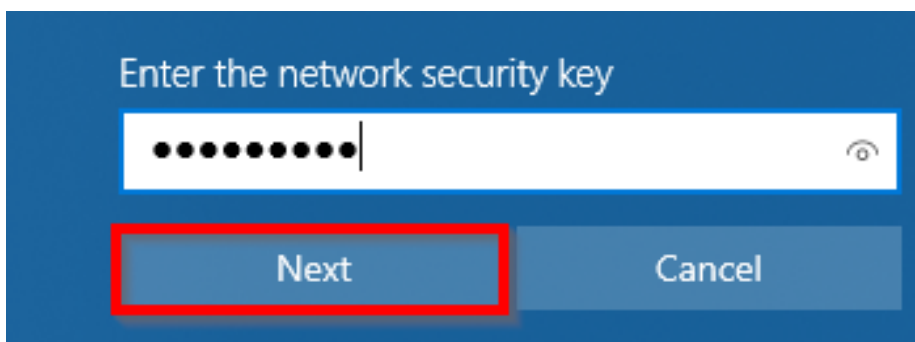 Enter the network security key
•••••••••
Next Cancel